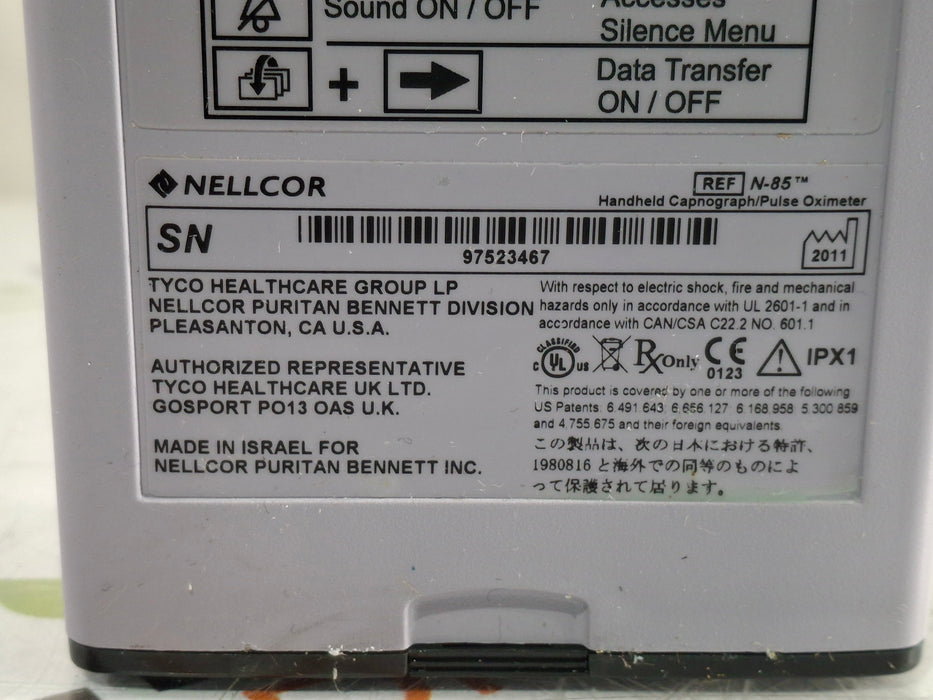 Sound ON / OFF
Accesses
Silence Menu
+
Data Transfer
ON / OFF
NELLCOR
REF N-85™
Handheld Capnograph/Pulse Oximeter
SN
97523467
2011
TYCO HEALTHCARE GROUP LP
NELLCOR PURITAN BENNETT DIVISION
PLEASANTON, CA U.S.A.
With respect to electric shock, fire and mechanical
hazards only in accordance with UL 2601-1 and in
accordance with CAN/CSA C22.2 NO. 601.1
CLASSIFIED
C UL US
Rx Only
CE
0123
IPX1
AUTHORIZED REPRESENTATIVE
TYCO HEALTHCARE UK LTD.
GOSPORT PO13 OAS U.K.
This product is covered by one or more of the following
US Patents: 6.491.643; 6.656.127; 6.168.958; 5.300.859
and 4.755.675 and their foreign equivalents.
MADE IN ISRAEL FOR
NELLCOR PURITAN BENNETT INC.
この製品は、次の日本における特許、
1980816 と海外での同等のものによ
って保護されて居ります。